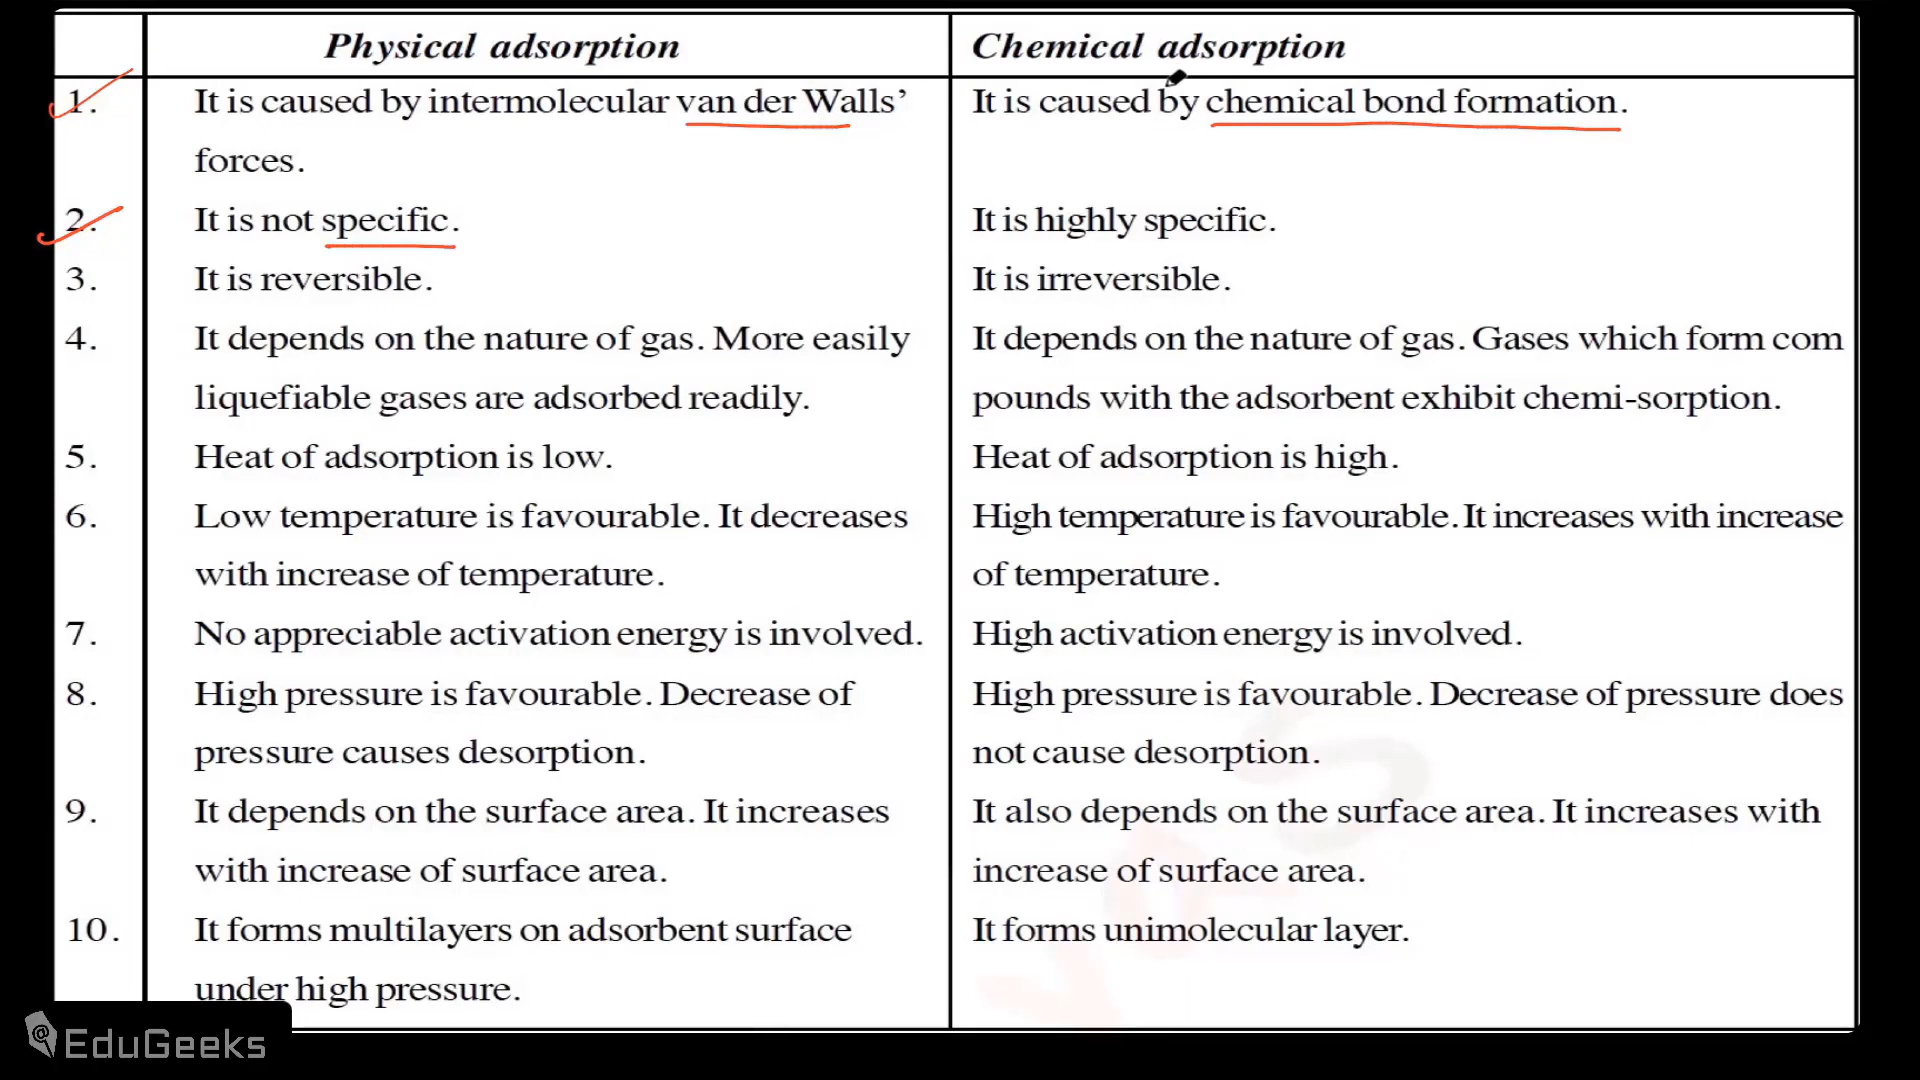 Physical adsorption Chemical adsorption
1. It is caused by intermolecular van der Walls’ It is caused by chemical bond formation.
forces.
2. It is not specific. It is highly specific.
3. It is reversible. It is irreversible.
4. It depends on the nature of gas. More easily It depends on the nature of gas. Gases which form com
liquefiable gases are adsorbed readily. pounds with the adsorbent exhibit chemi-sorption.
5. Heat of adsorption is low. Heat of adsorption is high.
6. Low temperature is favourable. It decreases High temperature is favourable. It increases with increase
with increase of temperature. of temperature.
7. No appreciable activation energy is involved. High activation energy is involved.
8. High pressure is favourable. Decrease of High pressure is favourable. Decrease of pressure does
pressure causes desorption. not cause desorption.
9. It depends on the surface area. It increases It also depends on the surface area. It increases with
with increase of surface area. increase of surface area.
10. It forms multilayers on adsorbent surface It forms unimolecular layer.
under high pressure.
@EduGeeks